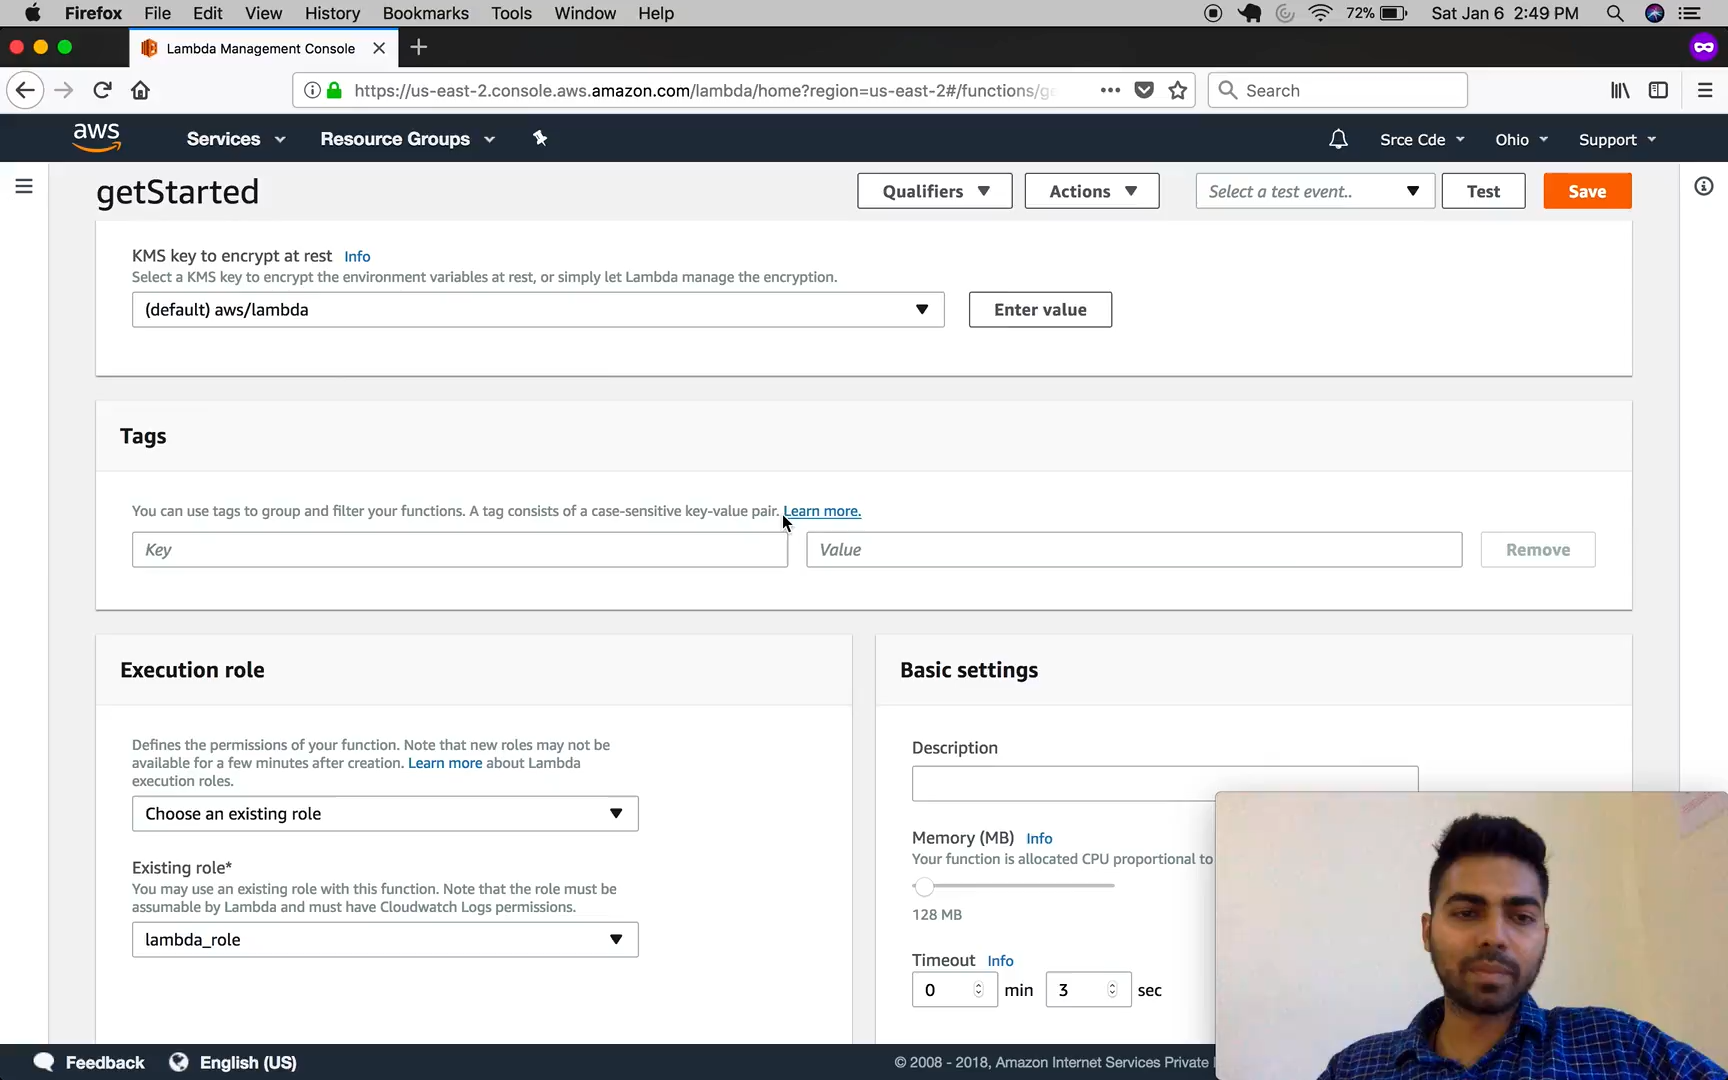 Firefox File Edit View History Bookmarks Tools Window Help 72% Sat Jan 6 2:49 PM
Lambda Management Console
https://us-east-2.console.aws.amazon.com/lambda/home?region=us-east-2#/functions/ge
Search
aws Services Resource Groups Srce Cde Ohio Support
getStarted Qualifiers Actions Select a test event.. Test Save
KMS key to encrypt at rest Info
Select a KMS key to encrypt the environment variables at rest, or simply let Lambda manage the encryption.
(default) aws/lambda Enter value
Tags
You can use tags to group and filter your functions. A tag consists of a case-sensitive key-value pair. Learn more.
Key Value Remove
Execution role
Defines the permissions of your function. Note that new roles may not be
available for a few minutes after creation. Learn more about Lambda
execution roles.
Choose an existing role
Existing role*
You may use an existing role with this function. Note that the role must be
assumable by Lambda and must have Cloudwatch Logs permissions.
lambda_role
Basic settings
Description
Memory (MB) Info
Your function is allocated CPU proportional to
128 MB
Timeout Info
0 min 3 sec
Feedback English (US) © 2008 - 2018, Amazon Internet Services Private